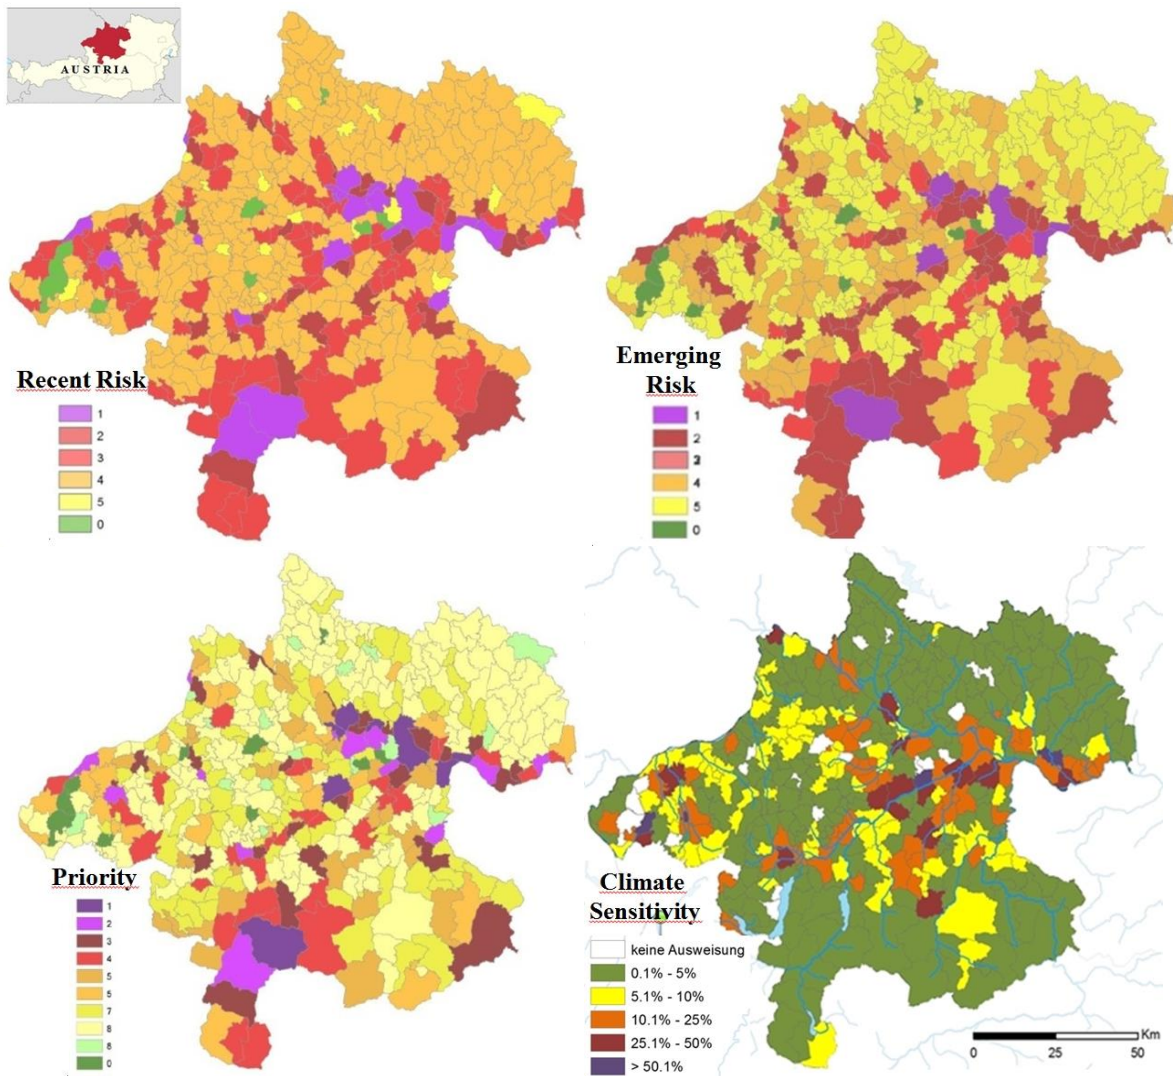 AUSTRIA
Recent Risk
1
2
3
4
5
0
Emerging
Risk
1
2
4
5
0
Priority
1
2
3
4
5
5
7
8
8
0
Climate
Sensitivity
keine Ausweisung
0.1% - 5%
5.1% - 10%
10.1% - 25%
25.1% - 50%
> 50.1%
Km
0 25 50